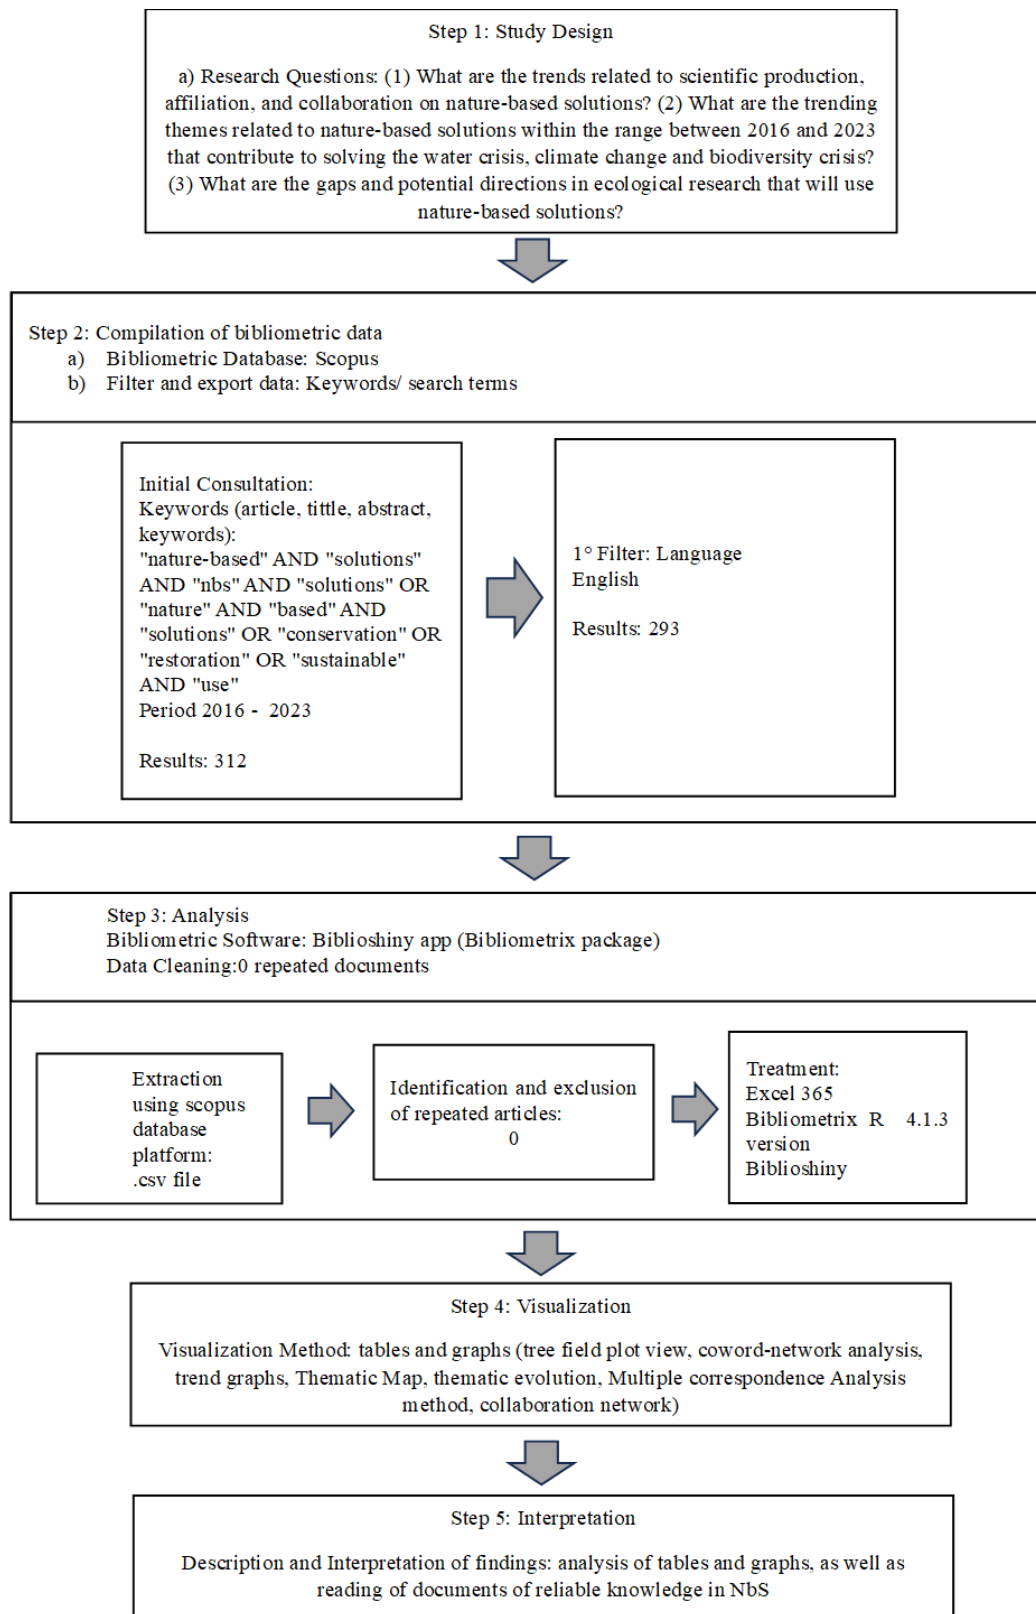 Step 1: Study Design
a) Research Questions: (1) What are the trends related to scientific production,
affiliation, and collaboration on nature-based solutions? (2) What are the trending
themes related to nature-based solutions within the range between 2016 and 2023
that contribute to solving the water crisis, climate change and biodiversity crisis?
(3) What are the gaps and potential directions in ecological research that will use
nature-based solutions?
Step 2: Compilation of bibliometric data
a) Bibliometric Database: Scopus
b) Filter and export data: Keywords/ search terms
Initial Consultation:
Keywords (article, tittle, abstract,
keywords):
"nature-based" AND "solutions"
AND "nbs" AND "solutions" OR
"nature" AND "based" AND
"solutions" OR "conservation" OR
"restoration" OR "sustainable"
AND "use"
Period 2016 - 2023
Results: 312
1° Filter: Language
English
Results: 293
Step 3: Analysis
Bibliometric Software: Biblioshiny app (Bibliometrix package)
Data Cleaning:0 repeated documents
Extraction
using scopus
database
platform:
.csv file
Identification and exclusion
of repeated articles:
0
Treatment:
Excel 365
Bibliometrix R 4.1.3
version
Biblioshiny
Step 4: Visualization
Visualization Method: tables and graphs (tree field plot view, coword-network analysis,
trend graphs, Thematic Map, thematic evolution, Multiple correspondence Analysis
method, collaboration network)
Step 5: Interpretation
Description and Interpretation of findings: analysis of tables and graphs, as well as
reading of documents of reliable knowledge in NbS